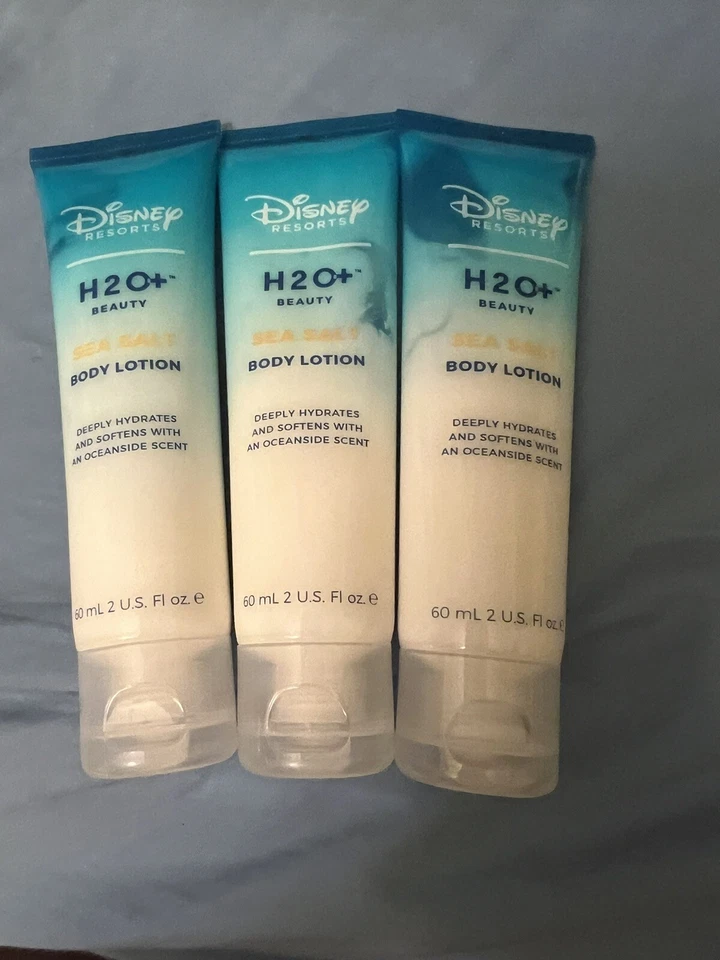 Disney
RESORTS
H2O+™
BEAUTY
SEA SALT
BODY LOTION
DEEPLY HYDRATES
AND SOFTENS WITH
AN OCEANSIDE SCENT
60 mL 2 U.S. Fl oz. e
Disney
RESORTS
H2O+™
BEAUTY
SEA SALT
BODY LOTION
DEEPLY HYDRATES
AND SOFTENS WITH
AN OCEANSIDE SCENT
60 mL 2 U.S. Fl oz. e
Disney
RESORTS
H2O+™
BEAUTY
SEA SALT
BODY LOTION
DEEPLY HYDRATES
AND SOFTENS WITH
AN OCEANSIDE SCENT
60 mL 2 U.S. Fl oz. e